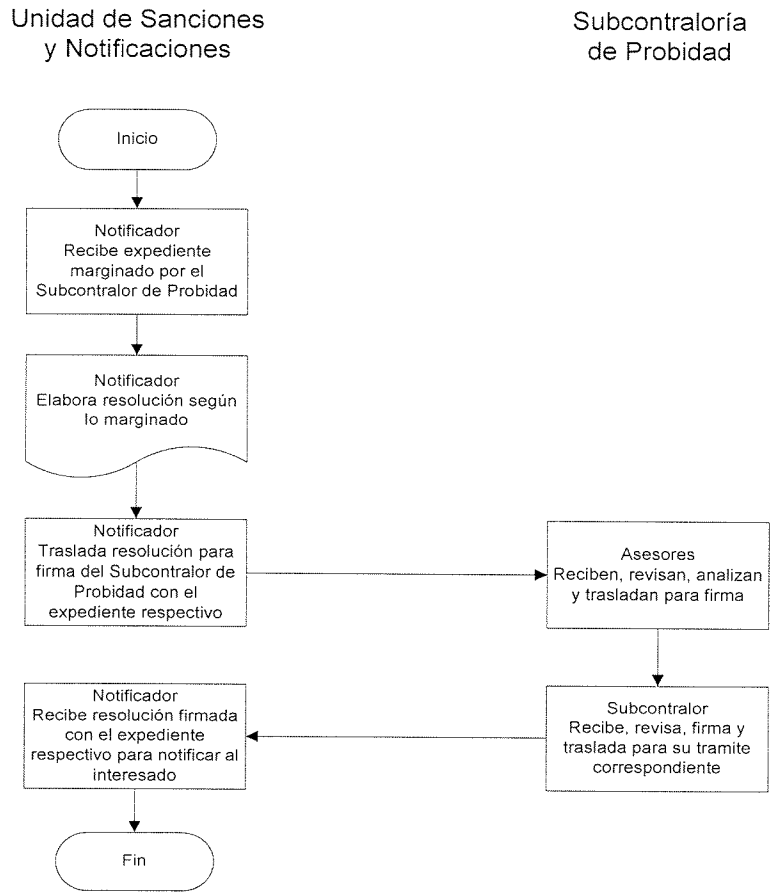 Unidad de Sanciones
y Notificaciones
Subcontraloría
de Probidad
Inicio
Notificador
Recibe expediente
marginado por el
Subcontralor de Probidad
Notificador
Elabora resolución según
lo marginado
Notificador
Traslada resolución para
firma del Subcontralor de
Probidad con el
expediente respectivo
Asesores
Reciben, revisan, analizan
y trasladan para firma
Subcontralor
Recibe, revisa, firma y
traslada para su tramite
correspondiente
Notificador
Recibe resolución firmada
con el expediente
respectivo para notificar al
interesado
Fin